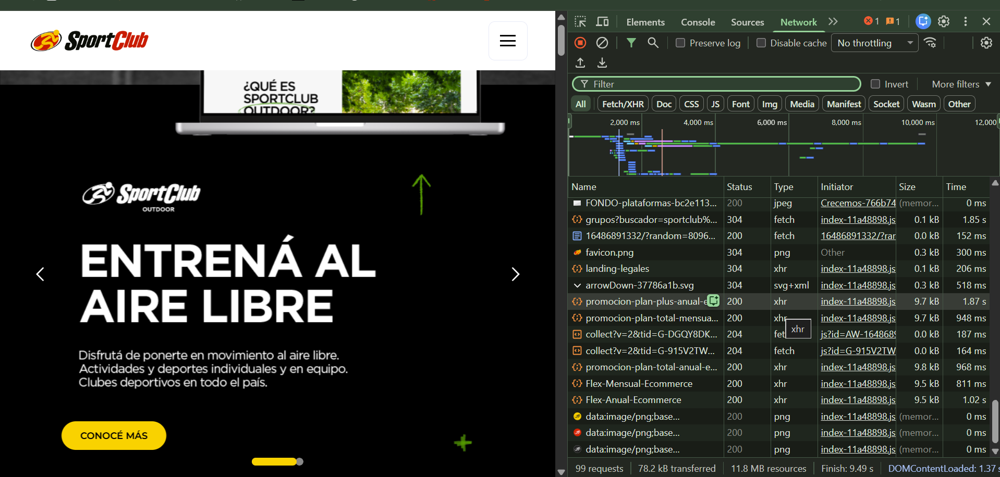 SportClub
¿QUÉ ES
SPORTCLUB
OUTDOOR?
SportClub
OUTDOOR
ENTRENÁ AL
AIRE LIBRE
Disfrutá de ponerte en movimiento al aire libre.
Actividades y deportes individuales y en equipo.
Clubes deportivos en todo el país.
CONOCÉ MÁS
Elements Console Sources Network 1 1
Preserve log Disable cache No throttling
Filter Invert More filters
All Fetch/XHR Doc CSS JS Font Img Media Manifest Socket Wasm Other
2,000 ms 4,000 ms 6,000 ms 8,000 ms 10,000 ms 12,000
Name Status Type Initiator Size Time
FONDO-plataformas-bc2e113... 200 jpeg Crecemos-766b74 (memor... 0 ms
grupos?buscador=sportclub%... 304 fetch index-11a48898.js 0.1 kB 1.85 s
16486891332/?random=8096... 200 fetch 16486891332/?rar 0.0 kB 152 ms
favicon.png 304 png Other 0.3 kB 300 ms
landing-legales 304 xhr index-11a48898.js 0.1 kB 206 ms
arrowDown-37786a1b.svg 304 svg+xml index-11a48898.js 0.3 kB 518 ms
promocion-plan-plus-anual-e 200 xhr index-11a48898.js 9.7 kB 1.87 s
promocion-plan-total-mensua... 200 xhr index-11a48898.js 9.7 kB 948 ms
xhr
collect?v=2&tid=G-DGQY8DK... 204 fet js?id=AW-164868 0.0 kB 187 ms
collect?v=2&tid=G-915V2TW... 204 fetch js?id=G-915V2TW 0.0 kB 164 ms
promocion-plan-total-anual-e... 200 xhr index-11a48898.js 9.8 kB 968 ms
Flex-Mensual-Ecommerce 200 xhr index-11a48898.js 9.5 kB 811 ms
Flex-Anual-Ecommerce 200 xhr index-11a48898.js 9.5 kB 1.02 s
data:image/png;base... 200 png index-11a48898.js (memor... 0 ms
data:image/png;base... 200 png index-11a48898.js (memor... 0 ms
data:image/png;base... 200 png index-11a48898.js (memor... 0 ms
99 requests 78.2 kB transferred 11.8 MB resources Finish: 9.49 s DOMContentLoaded: 1.37 s